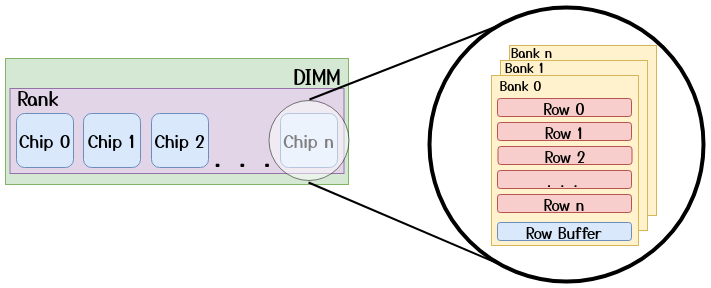 DIMM
Rank
Chip 0 Chip 1 Chip 2 . . . Chip n
Bank n
Bank 1
Bank 0
Row 0
Row 1
Row 2
. . .
Row n
Row Buffer